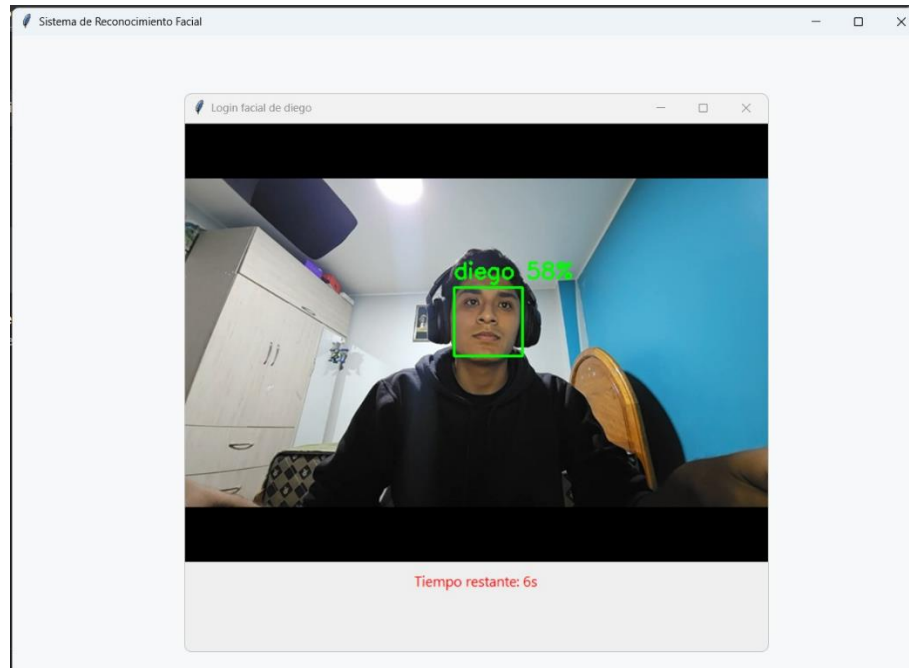 Sistema de Reconocimiento Facial
Login facial de diego
diego 58%
Tiempo restante: 6s